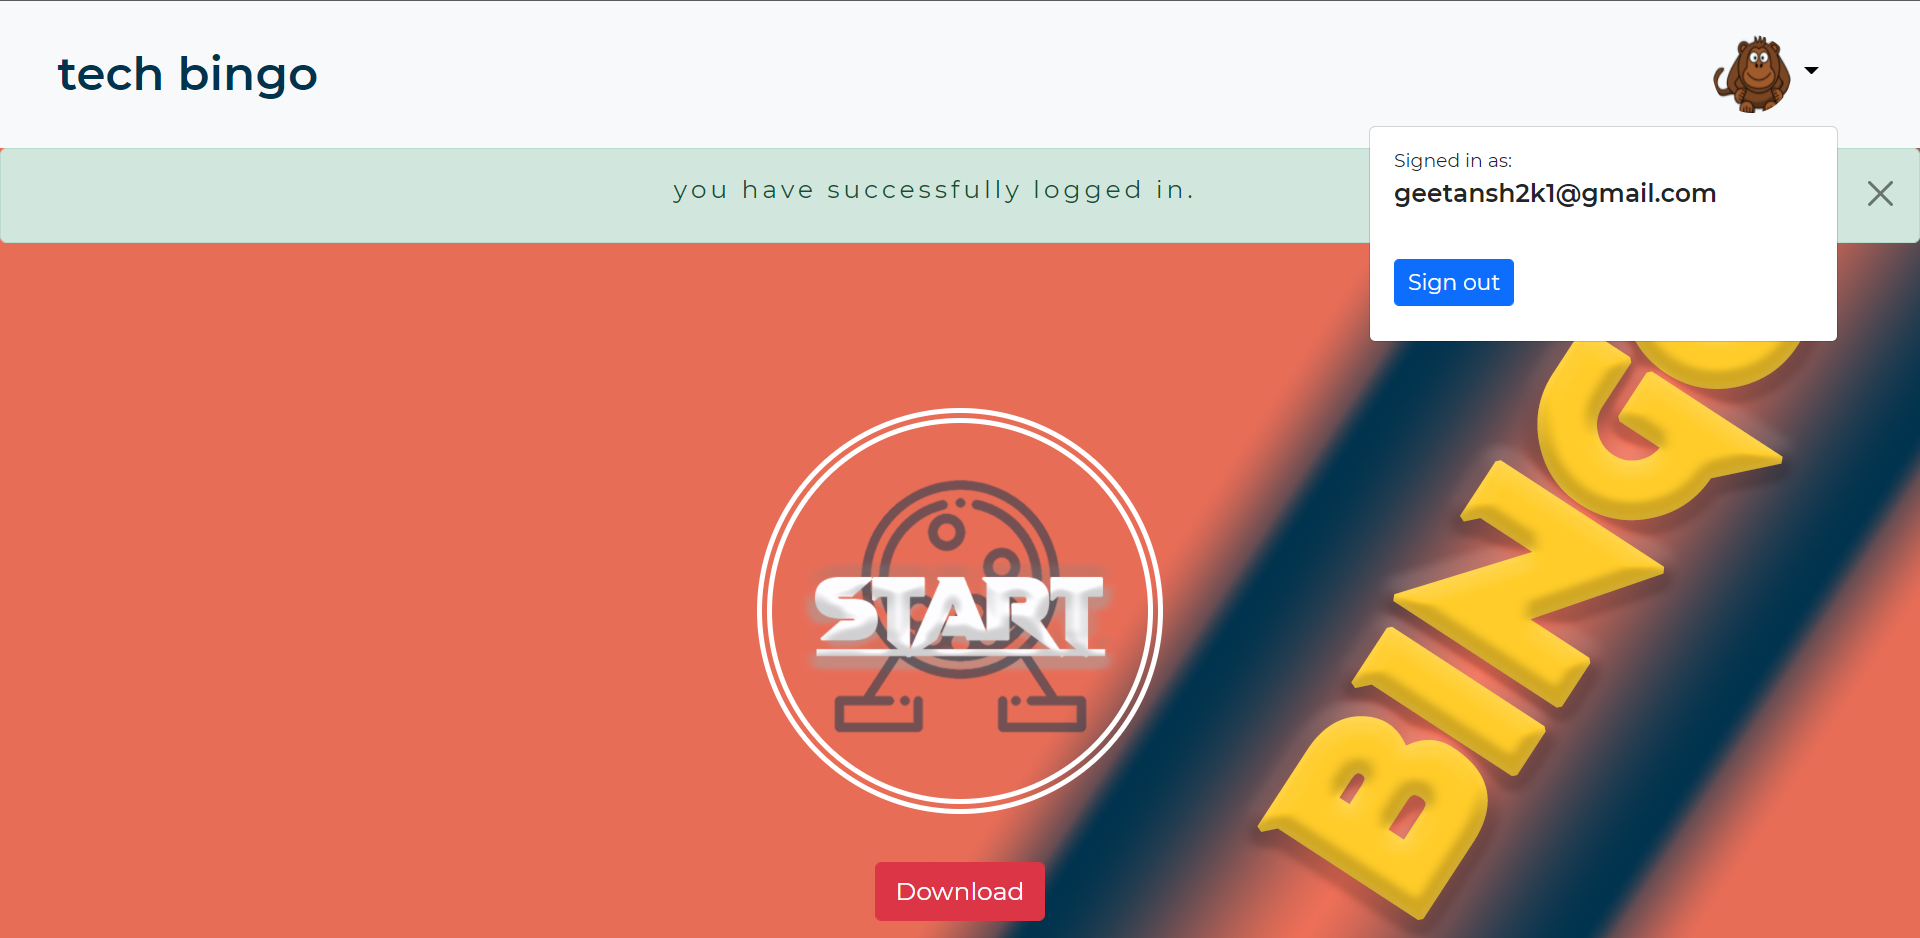 tech bingo
you have successfully logged in.
Signed in as:
geetansh2k1@gmail.com
Sign out
START
BINGO
Download